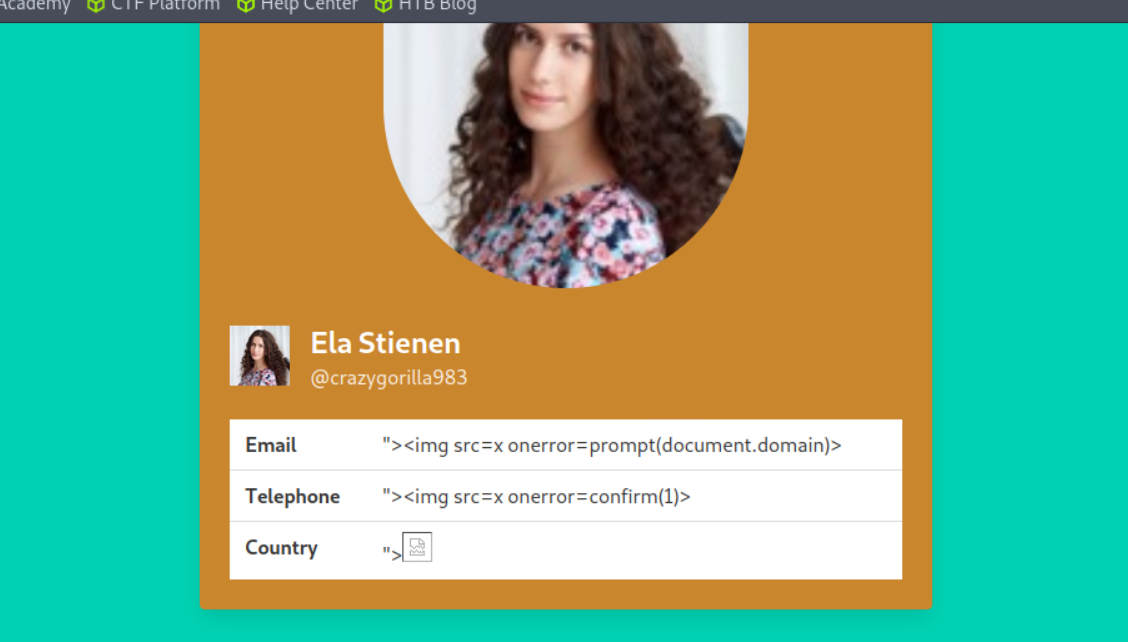 Academy CTF Platform Help Center HTB Blog
Ela Stienen
@crazygorilla983
Email "><img src=x onerror=prompt(document.domain)>
Telephone "><img src=x onerror=confirm(1)>
Country ">